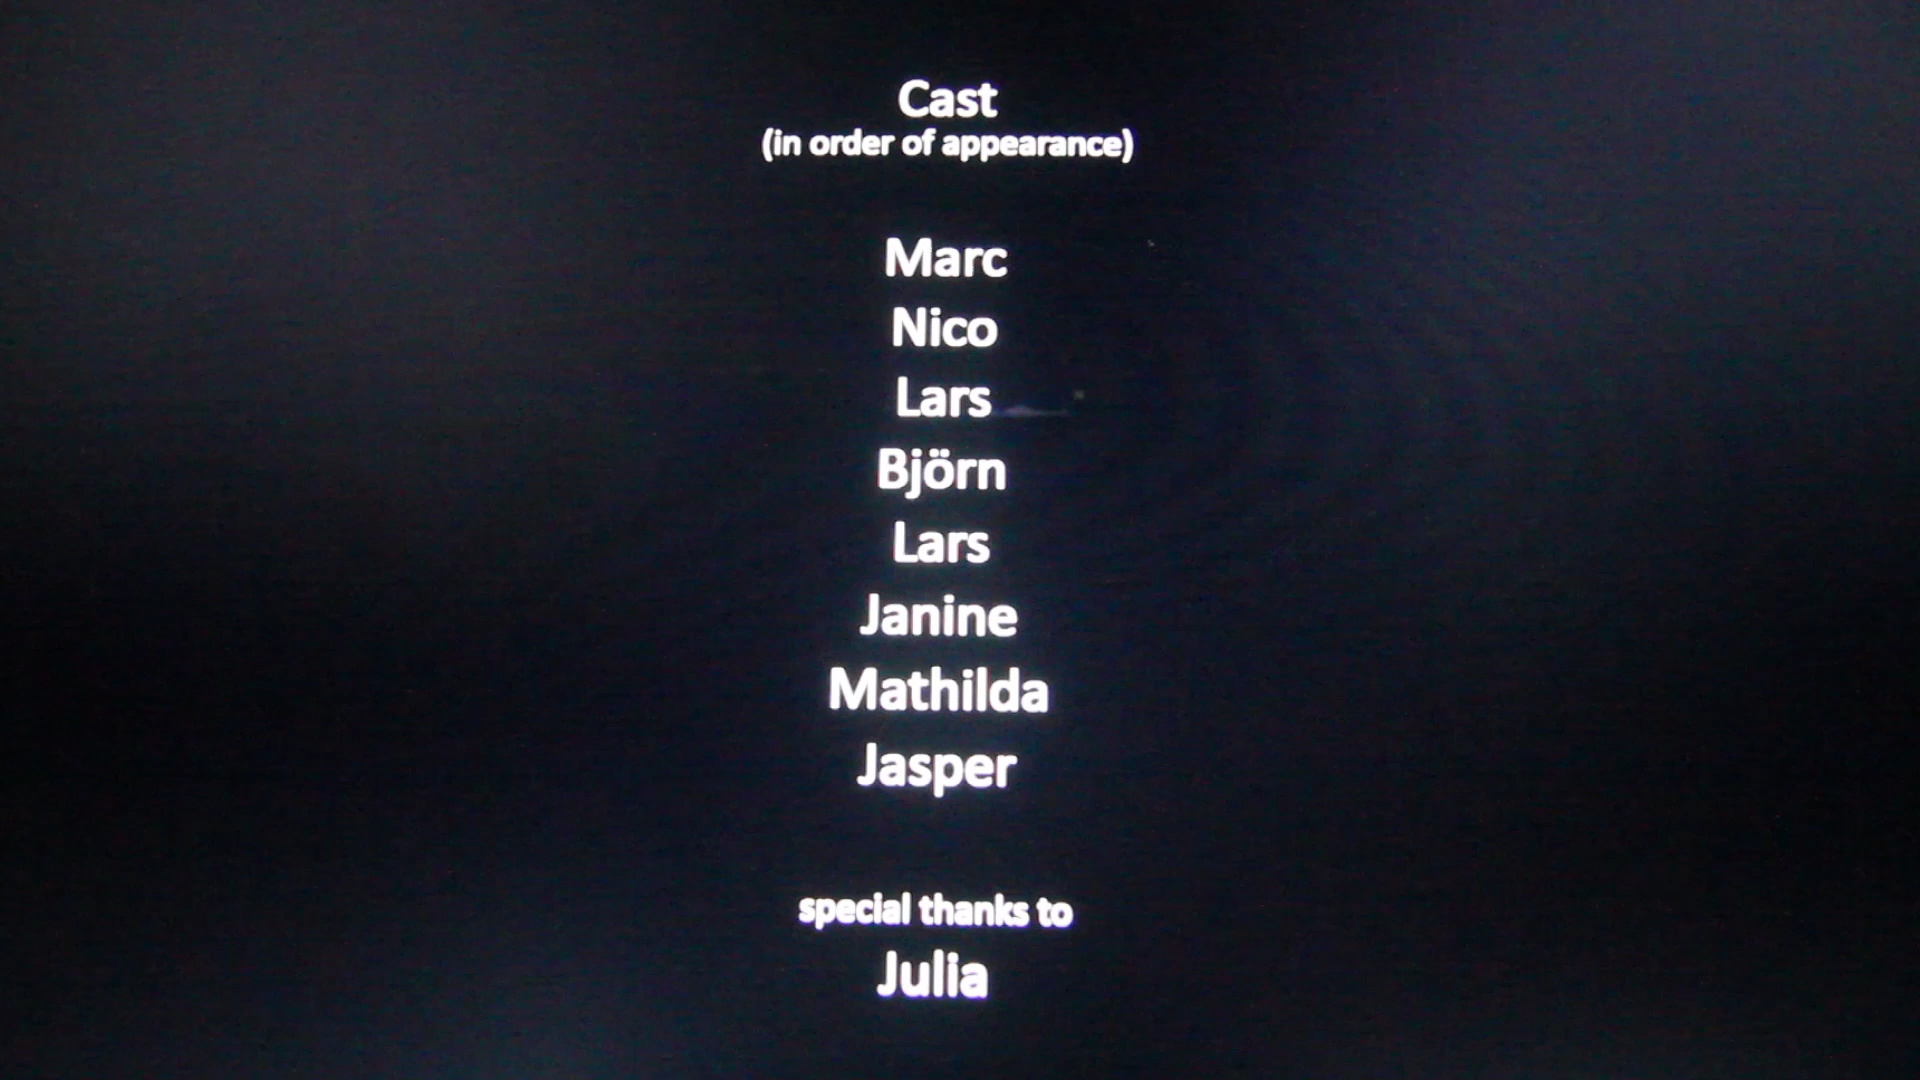 Cast
(in order of appearance)
Marc
Nico
Lars
Björn
Lars
Janine
Mathilda
Jasper
special thanks to
Julia